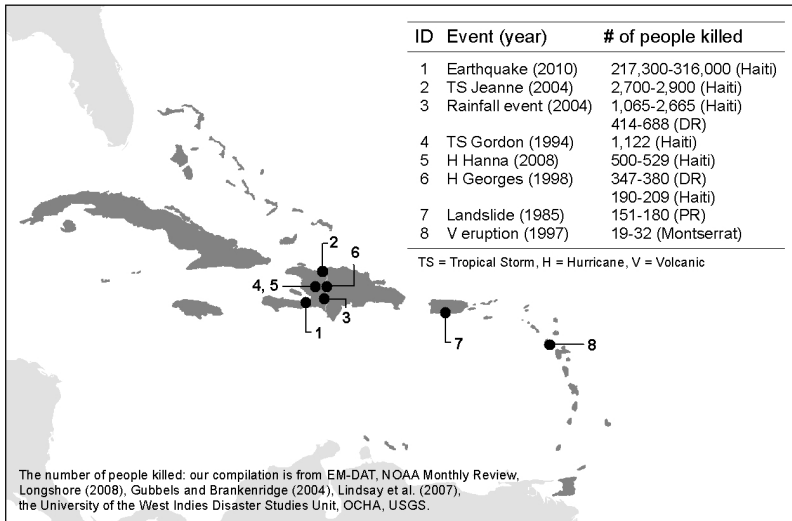 ID Event (year) # of people killed
1 Earthquake (2010) 217,300-316,000 (Haiti)
2 TS Jeanne (2004) 2,700-2,900 (Haiti)
3 Rainfall event (2004) 1,065-2,665 (Haiti)
414-688 (DR)
4 TS Gordon (1994) 1,122 (Haiti)
5 H Hanna (2008) 500-529 (Haiti)
6 H Georges (1998) 347-380 (DR)
190-209 (Haiti)
7 Landslide (1985) 151-180 (PR)
8 V eruption (1997) 19-32 (Montserrat)
TS = Tropical Storm, H = Hurricane, V = Volcanic
2
6
4, 5
3
1
7
8
The number of people killed: our compilation is from EM-DAT, NOAA Monthly Review,
Longshore (2008), Gubbels and Brankenridge (2004), Lindsay et al. (2007),
the University of the West Indies Disaster Studies Unit, OCHA, USGS.